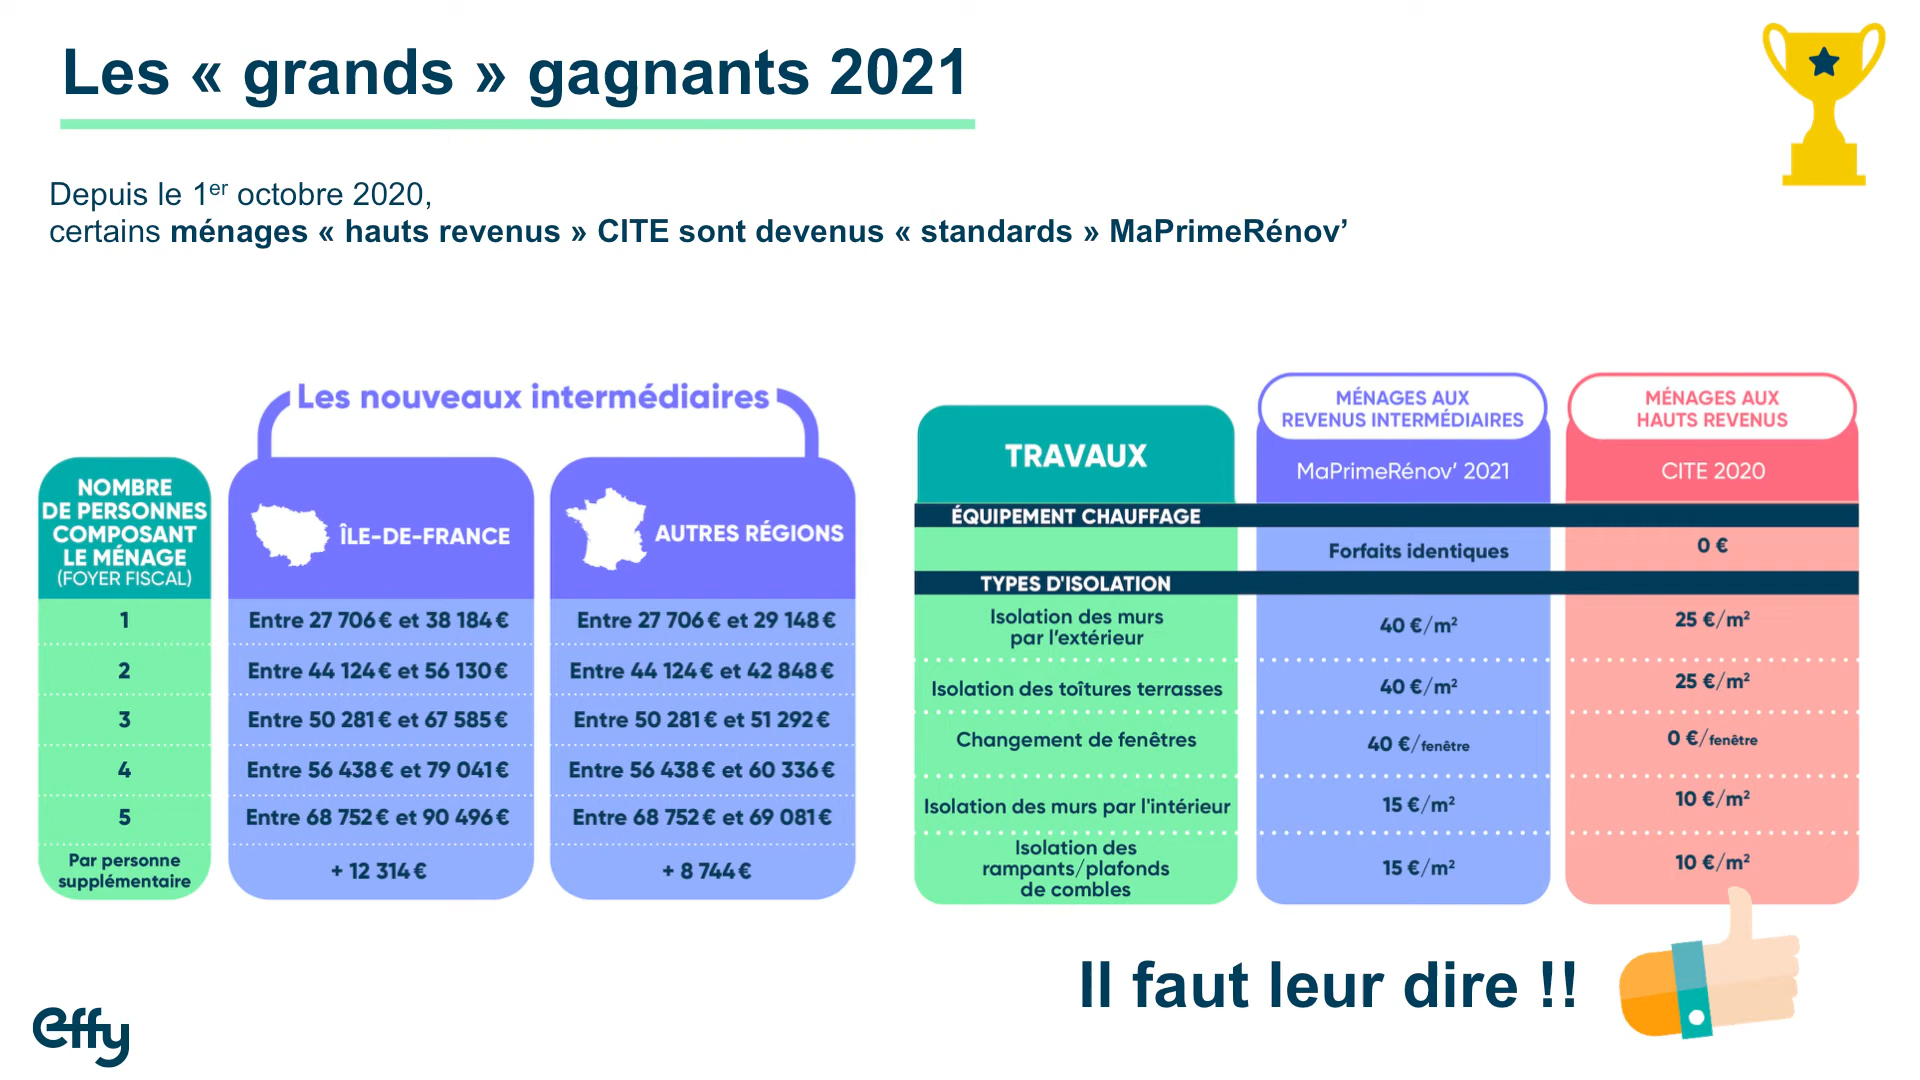 Les « grands » gagnants 2021
Depuis le 1er octobre 2020,
certains ménages « hauts revenus » CITE sont devenus « standards » MaPrimeRénov’
Les nouveaux intermédiaires
NOMBRE
DE PERSONNES
COMPOSANT
LE MÉNAGE
(FOYER FISCAL)
ÎLE-DE-FRANCE
AUTRES RÉGIONS
1
Entre 27 706 € et 38 184 €
Entre 27 706 € et 29 148 €
2
Entre 44 124 € et 56 130 €
Entre 44 124 € et 42 848 €
3
Entre 50 281 € et 67 585 €
Entre 50 281 € et 51 292 €
4
Entre 56 438 € et 79 041 €
Entre 56 438 € et 60 336 €
5
Entre 68 752 € et 90 496 €
Entre 68 752 € et 69 081 €
Par personne
supplémentaire
+ 12 314 €
+ 8 744 €
TRAVAUX
MÉNAGES AUX
REVENUS INTERMÉDIAIRES
MaPrimeRénov’ 2021
MÉNAGES AUX
HAUTS REVENUS
CITE 2020
ÉQUIPEMENT CHAUFFAGE
Forfaits identiques
0 €
TYPES D'ISOLATION
Isolation des murs
par l’extérieur
40 €/m²
25 €/m²
Isolation des toîtures terrasses
40 €/m²
25 €/m²
Changement de fenêtres
40 €/fenêtre
0 €/fenêtre
Isolation des murs par l'intérieur
15 €/m²
10 €/m²
Isolation des
rampants/plafonds
de combles
15 €/m²
10 €/m²
Il faut leur dire !!
effy